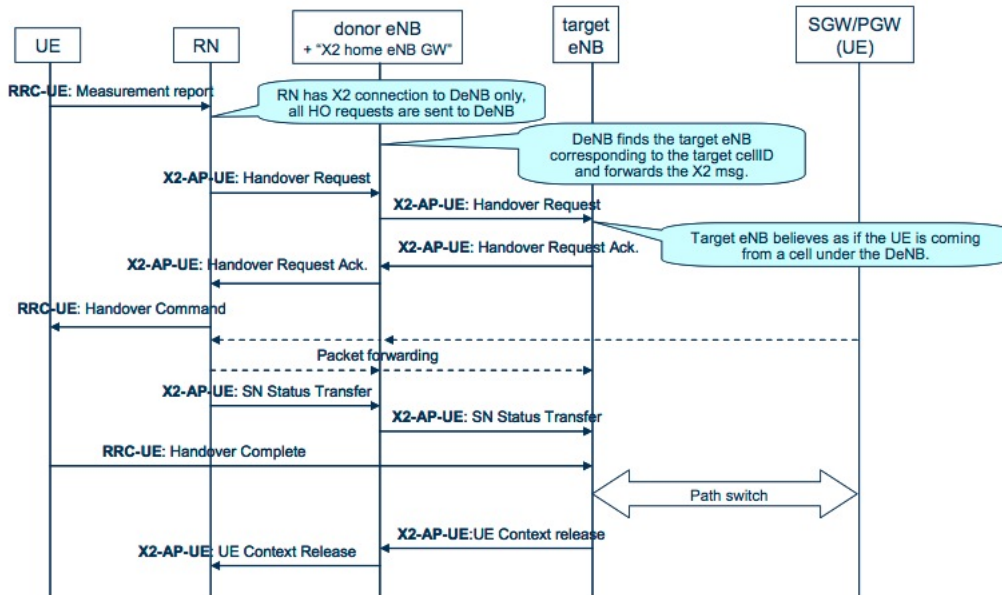 UE
RN
donor eNB
+ “X2 home eNB GW”
target
eNB
SGW/PGW
(UE)
RRC-UE: Measurement report
RN has X2 connection to DeNB only,
all HO requests are sent to DeNB
DeNB finds the target eNB
corresponding to the target cellID
and forwards the X2 msg.
X2-AP-UE: Handover Request
X2-AP-UE: Handover Request
Target eNB believes as if the UE is coming
from a cell under the DeNB.
X2-AP-UE: Handover Request Ack.
X2-AP-UE: Handover Request Ack.
RRC-UE: Handover Command
Packet forwarding
X2-AP-UE: SN Status Transfer
X2-AP-UE: SN Status Transfer
RRC-UE: Handover Complete
Path switch
X2-AP-UE:UE Context release
X2-AP-UE: UE Context Release